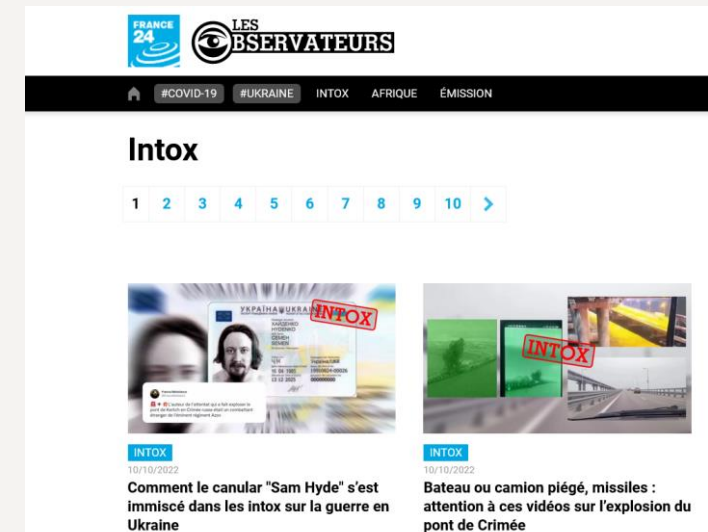 FRANCE
24
LES
OBSERVATEURS
#COVID-19 #UKRAINE INTOX AFRIQUE ÉMISSION
Intox
1 2 3 4 5 6 7 8 9 10
УКРАЇНА UKRAINE
INTOX
INTOX
INTOX
10/10/2022
Comment le canular "Sam Hyde" s'est
immiscé dans les intox sur la guerre en
Ukraine
INTOX
10/10/2022
Bateau ou camion piégé, missiles :
attention à ces vidéos sur l'explosion du
pont de Crimée